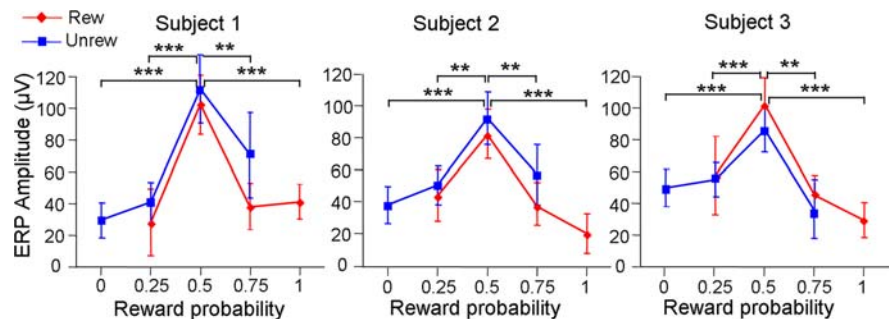 Rew
Unrew
Subject 1
Subject 2
Subject 3
*** **
*** ***
** **
*** ***
*** **
*** ***
ERP Amplitude (µV)
120
100
80
60
40
20
0
120
100
80
60
40
20
0
120
100
80
60
40
20
0
0 0.25 0.5 0.75 1
0 0.25 0.5 0.75 1
0 0.25 0.5 0.75 1
Reward probability
Reward probability
Reward probability